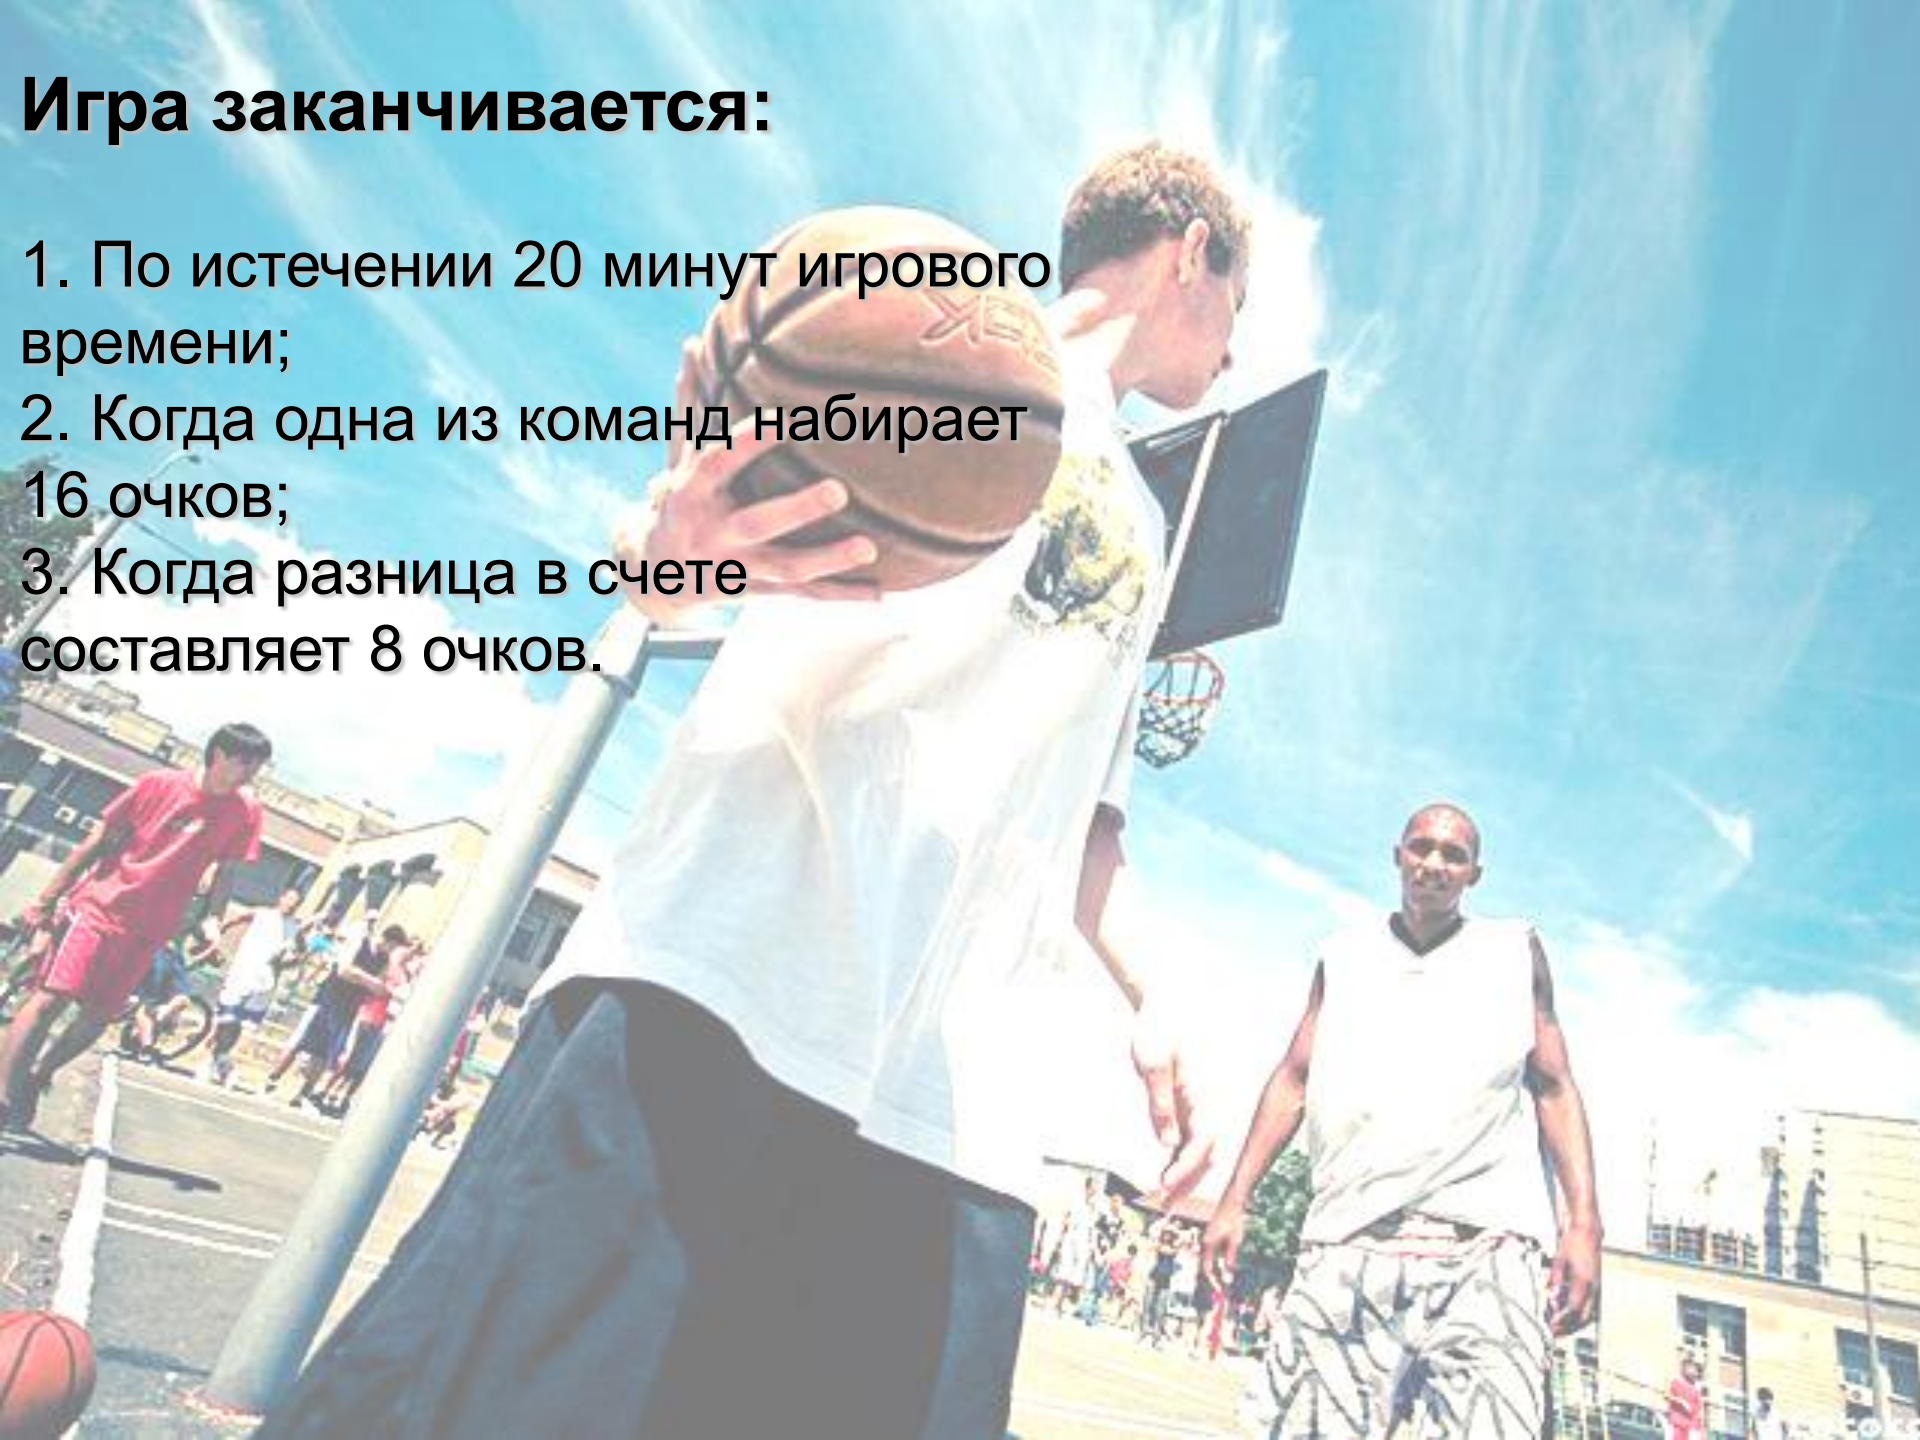 Игра заканчивается:
1. По истечении 20 минут игрового
времени;
2. Когда одна из команд набирает
16 очков;
3. Когда разница в счете
составляет 8 очков.